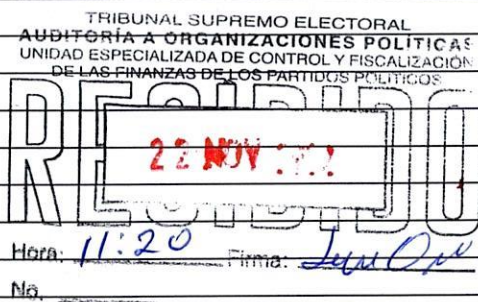 TRIBUNAL SUPREMO ELECTORAL
AUDITORÍA A ORGANIZACIONES POLÍTICAS
UNIDAD ESPECIALIZADA DE CONTROL Y FISCALIZACIÓN
DE LAS FINANZAS DE LOS PARTIDOS POLÍTICOS
RECIBIDO
22 NOV
Hora: 11:20 Firma:
No.